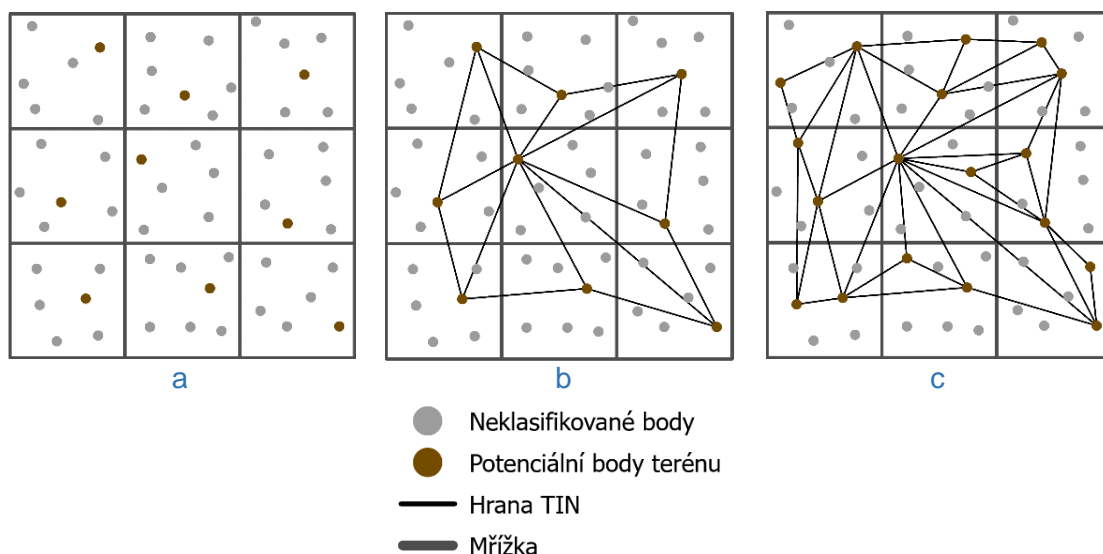 a b c
Neklasifikované body
Potenciální body terénu
Hrana TIN
Mřížka